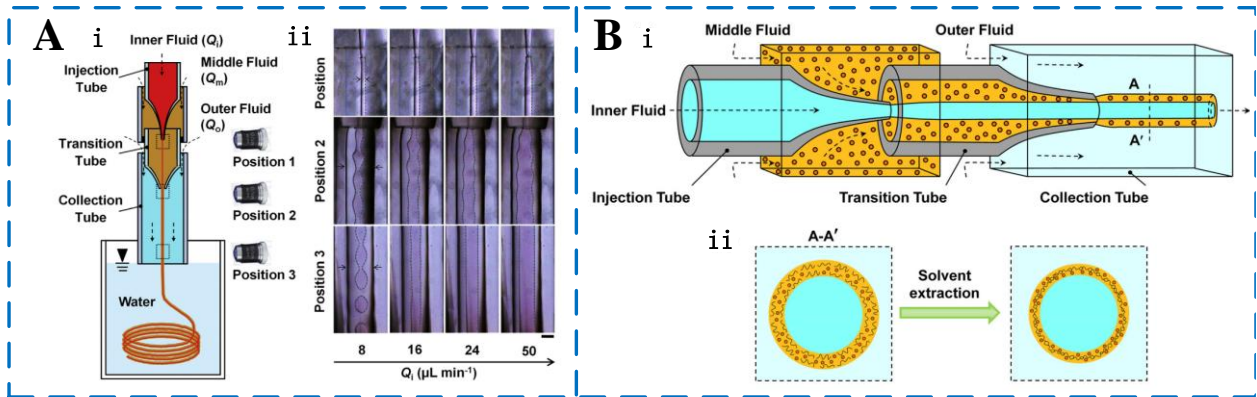 A
i
Inner Fluid (Qi)
Injection
Tube
Middle Fluid
(Qm)
Outer Fluid
(Qo)
Transition
Tube
Position 1
Collection
Tube
Position 2
Position 3
Water
ii
Position
Position 2
Position 3
8 16 24 50
Qi (μL min-1)
B
i
Middle Fluid
Outer Fluid
Inner Fluid
A
A′
Injection Tube
Transition Tube
Collection Tube
ii
A-A′
Solvent
extraction